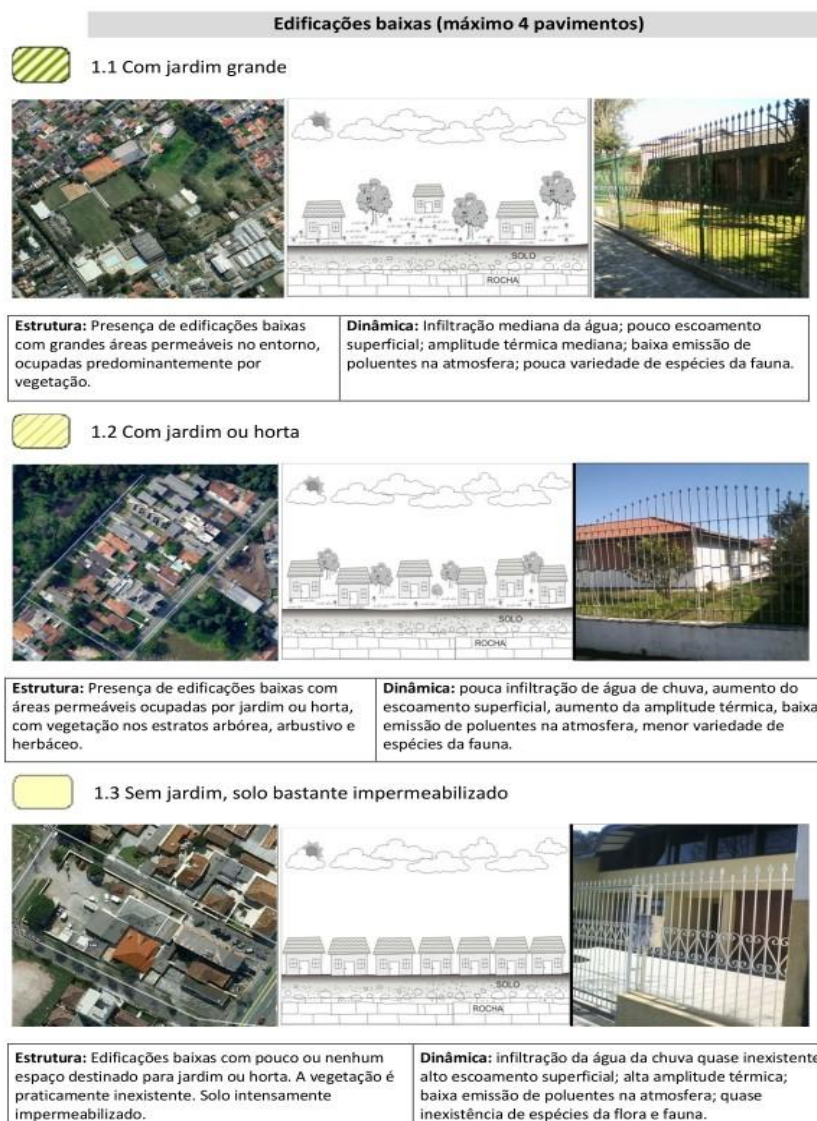 Edificações baixas (máximo 4 pavimentos)
1.1 Com jardim grande
SOLO
ROCHA
Estrutura: Presença de edificações baixas
com grandes áreas permeáveis no entorno,
ocupadas predominantemente por
vegetação.
Dinâmica: Infiltração mediana da água; pouco escoamento
superficial; amplitude térmica mediana; baixa emissão de
poluentes na atmosfera; pouca variedade de espécies da fauna.
1.2 Com jardim ou horta
SOLO
ROCHA
Estrutura: Presença de edificações baixas com
áreas permeáveis ocupadas por jardim ou horta,
com vegetação nos estratos arbórea, arbustivo e
herbáceo.
Dinâmica: pouca infiltração de água de chuva, aumento do
escoamento superficial, aumento da amplitude térmica, baixa
emissão de poluentes na atmosfera, menor variedade de
espécies da fauna.
1.3 Sem jardim, solo bastante impermeabilizado
SOLO
ROCHA
Estrutura: Edificações baixas com pouco ou nenhum
espaço destinado para jardim ou horta. A vegetação é
praticamente inexistente. Solo intensamente
impermeabilizado.
Dinâmica: infiltração da água da chuva quase inexistente
alto escoamento superficial; alta amplitude térmica;
baixa emissão de poluentes na atmosfera; quase
inexistência de espécies da flora e fauna.